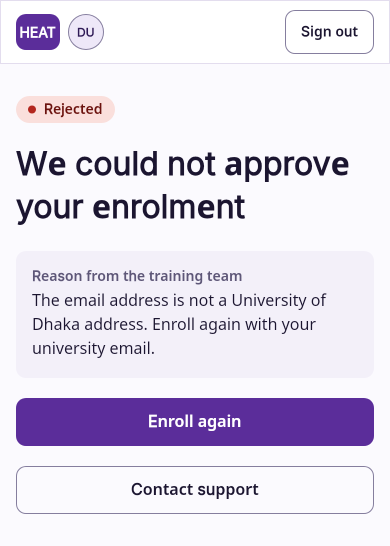 HEAT
DU
Sign out
Rejected
We could not approve
your enrolment
Reason from the training team
The email address is not a University of
Dhaka address. Enroll again with your
university email.
Enroll again
Contact support